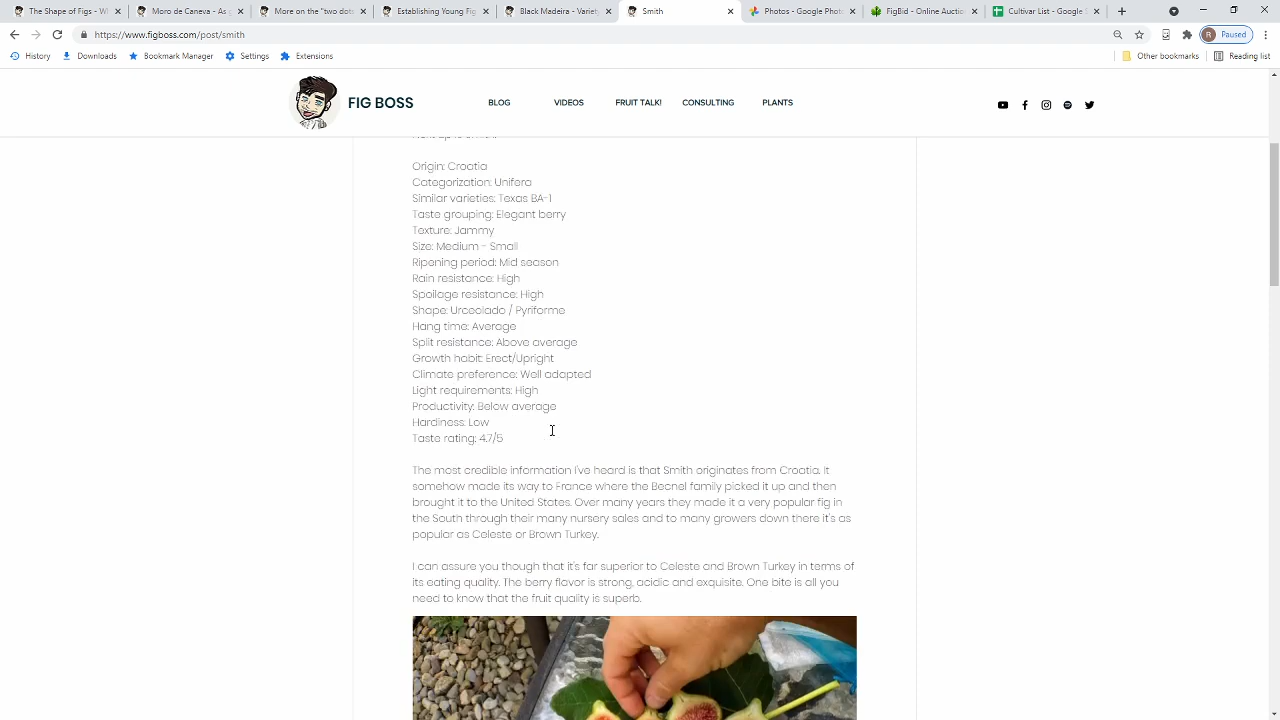 The Shape of Figs - W
Moro de Caneva - As g
More on the "two dots
Establishing Young Fig
Black Madeira - Variety
Smith
Photos - Google Photo
FigBid - Online Auction
Cultivar List - Google S
https://www.figboss.com/post/smith
Paused
History
Downloads
Bookmark Manager
Settings
Extensions
Other bookmarks
Reading list
FIG BOSS
BLOG
VIDEOS
FRUIT TALK!
CONSULTING
PLANTS
Origin: Croatia
Categorization: Unifera
Similar varieties: Texas BA-1
Taste grouping: Elegant berry
Texture: Jammy
Size: Medium - Small
Ripening period: Mid season
Rain resistance: High
Spoilage resistance: High
Shape: Urceolado / Pyriforme
Hang time: Average
Split resistance: Above average
Growth habit: Erect/Upright
Climate preference: Well adapted
Light requirements: High
Productivity: Below average
Hardiness: Low
Taste rating: 4.7/5
The most credible information I've heard is that Smith originates from Croatia. It
somehow made its way to France where the Becnel family picked it up and then
brought it to the United States. Over many years they made it a very popular fig in
the South through their many nursery sales and to many growers down there it's as
popular as Celeste or Brown Turkey.
I can assure you though that it's far superior to Celeste and Brown Turkey in terms of
its eating quality. The berry flavor is strong, acidic and exquisite. One bite is all you
need to know that the fruit quality is superb.